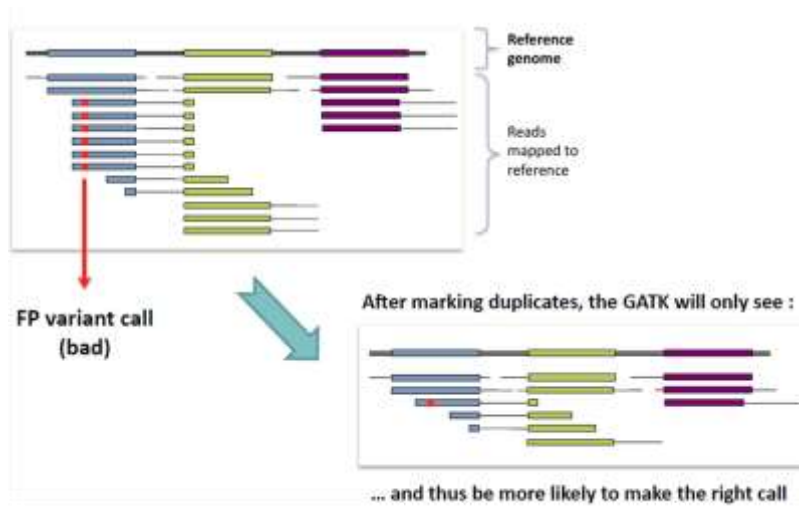 Reference
genome
Reads
mapped to
reference
FP variant call
(bad)
After marking duplicates, the GATK will only see :
... and thus be more likely to make the right call